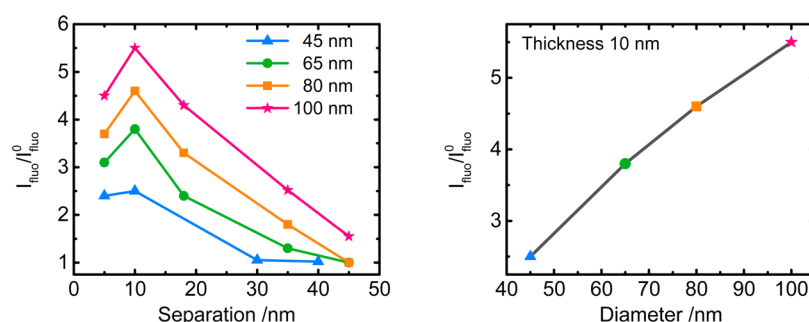 I_fluo/I⁰_fluo
6
5
4
3
2
1
45 nm
65 nm
80 nm
100 nm
0 10 20 30 40 50
Separation /nm
I_fluo/I⁰_fluo
5
4
3
Thickness 10 nm
40 50 60 70 80 90 100
Diameter /nm